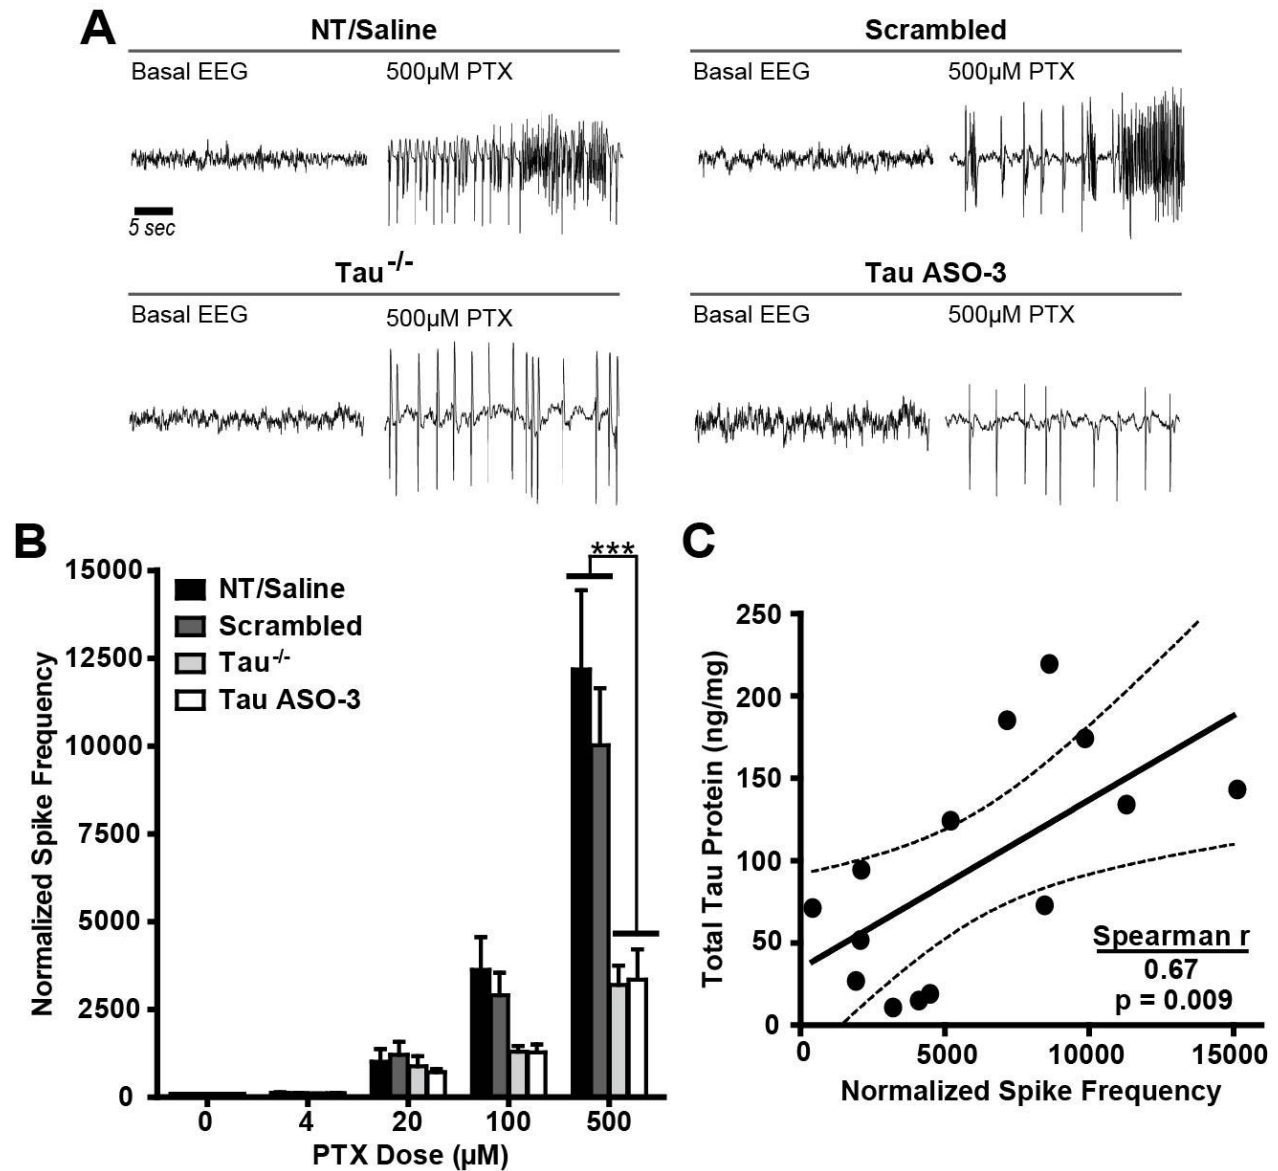 A
NT/Saline
Scrambled
Basal EEG
500µM PTX
Basal EEG
500µM PTX
5 sec
Tau-/-
Tau ASO-3
Basal EEG
500µM PTX
Basal EEG
500µM PTX
B
Normalized Spike Frequency
15000
12500
10000
7500
5000
2500
0
NT/Saline
Scrambled
Tau-/-
Tau ASO-3
***
0
4
20
100
500
PTX Dose (µM)
C
Total Tau Protein (ng/mg)
250
200
150
100
50
0
Spearman r
0.67
p = 0.009
0
5000
10000
15000
Normalized Spike Frequency